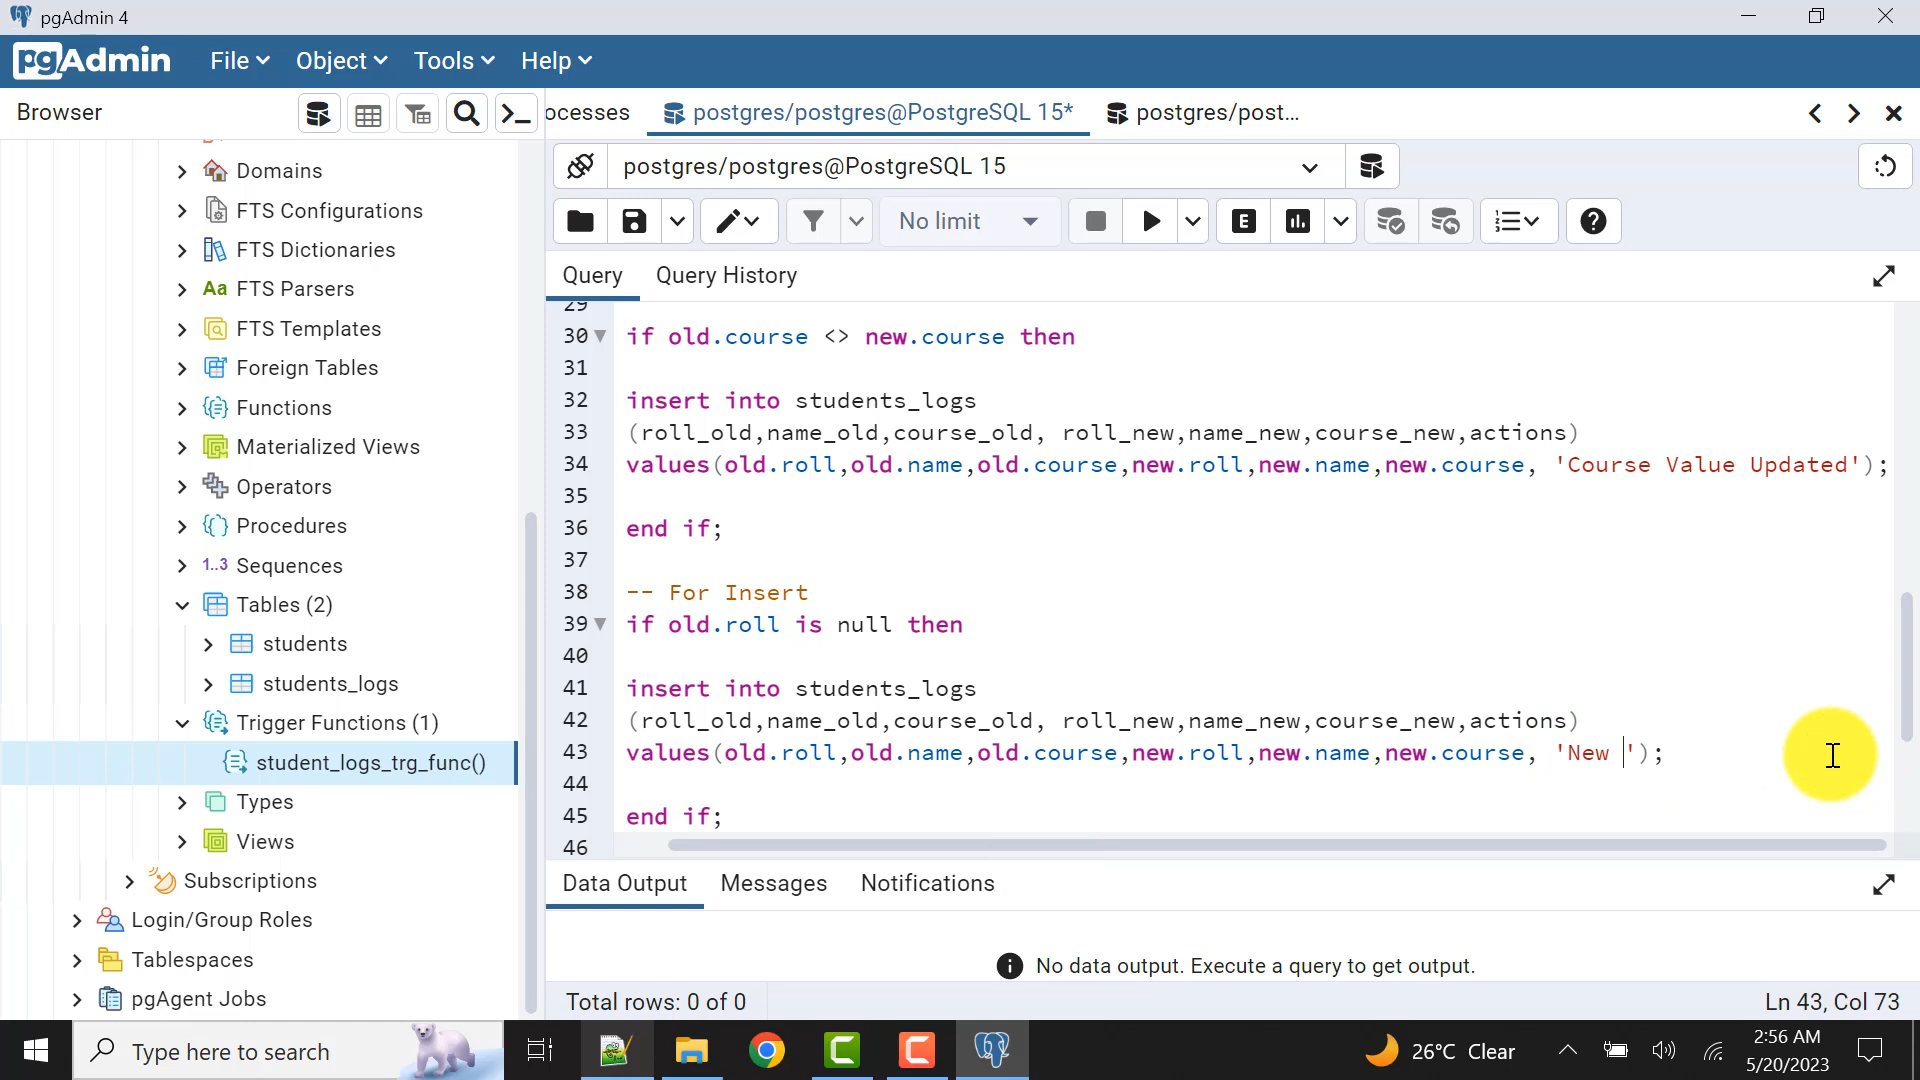 pgAdmin 4
pgAdmin
File
Object
Tools
Help
Browser
ocesses
postgres/postgres@PostgreSQL 15*
postgres/post...
postgres/postgres@PostgreSQL 15
No limit
E
Query
Query History
Domains
FTS Configurations
FTS Dictionaries
Aa FTS Parsers
FTS Templates
Foreign Tables
Functions
Materialized Views
Operators
Procedures
1..3 Sequences
Tables (2)
students
students_logs
Trigger Functions (1)
student_logs_trg_func()
Types
Views
Subscriptions
Login/Group Roles
Tablespaces
pgAgent Jobs
29
30 if old.course <> new.course then
31
32 insert into students_logs
33 (roll_old,name_old,course_old, roll_new,name_new,course_new,actions)
34 values(old.roll,old.name,old.course,new.roll,new.name,new.course, 'Course Value Updated');
35
36 end if;
37
38 -- For Insert
39 if old.roll is null then
40
41 insert into students_logs
42 (roll_old,name_old,course_old, roll_new,name_new,course_new,actions)
43 values(old.roll,old.name,old.course,new.roll,new.name,new.course, 'New ');
44
45 end if;
46
Data Output
Messages
Notifications
No data output. Execute a query to get output.
Total rows: 0 of 0
Ln 43, Col 73
Type here to search
26°C Clear
2:56 AM
5/20/2023